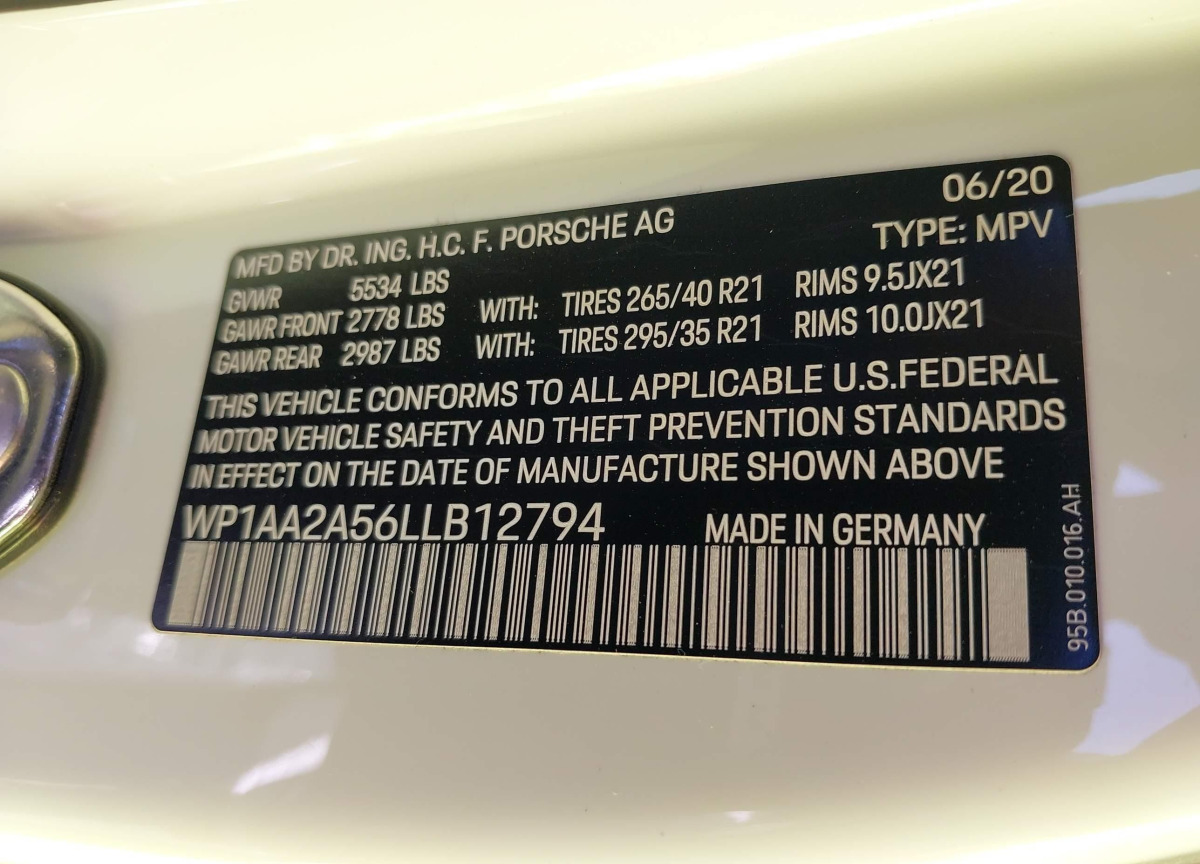 06/20
MFD BY DR. ING. H.C. F. PORSCHE AG TYPE: MPV
GVWR 5534 LBS
GAWR FRONT 2778 LBS WITH: TIRES 265/40 R21 RIMS 9.5JX21
GAWR REAR 2987 LBS WITH: TIRES 295/35 R21 RIMS 10.0JX21
THIS VEHICLE CONFORMS TO ALL APPLICABLE U.S.FEDERAL
MOTOR VEHICLE SAFETY AND THEFT PREVENTION STANDARDS
IN EFFECT ON THE DATE OF MANUFACTURE SHOWN ABOVE
WP1AA2A56LLB12794 MADE IN GERMANY
95B.010.016.AH